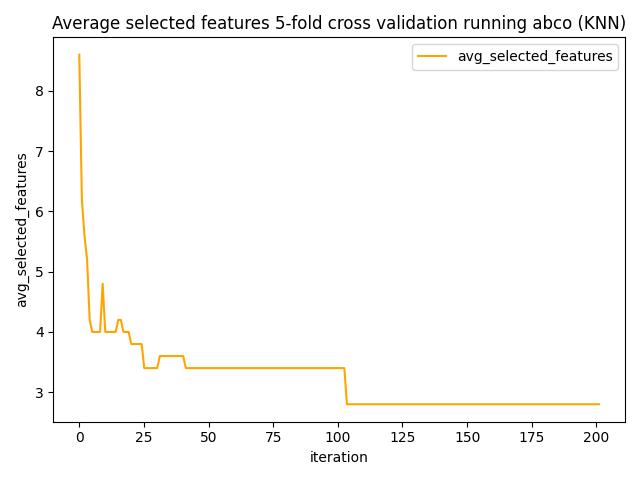 Average selected features 5-fold cross validation running abco (KNN)
avg_selected_features
avg_selected_features
8
7
6
5
4
3
0 25 50 75 100 125 150 175 200
iteration